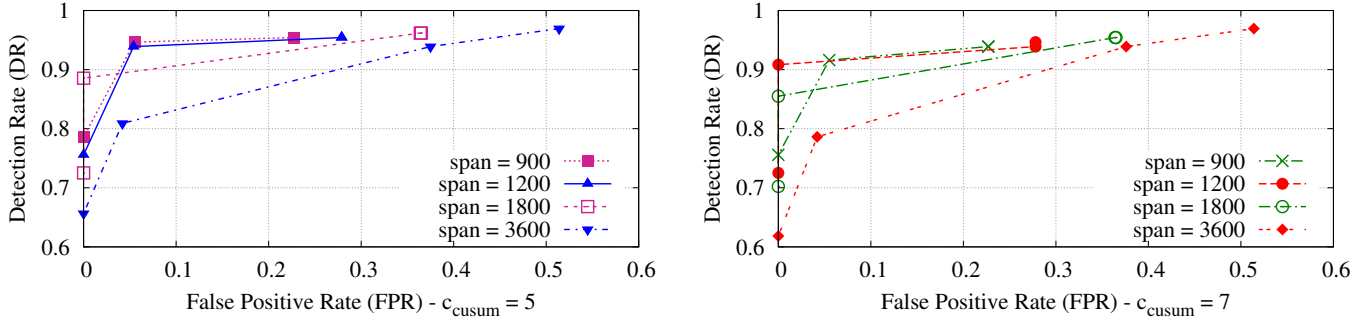 Detection Rate (DR)
1
0.9
0.8
0.7
0.6
span = 900
span = 1200
span = 1800
span = 3600
0 0.1 0.2 0.3 0.4 0.5 0.6
False Positive Rate (FPR) - c_cusum = 5
Detection Rate (DR)
1
0.9
0.8
0.7
0.6
span = 900
span = 1200
span = 1800
span = 3600
0 0.1 0.2 0.3 0.4 0.5 0.6
False Positive Rate (FPR) - c_cusum = 7